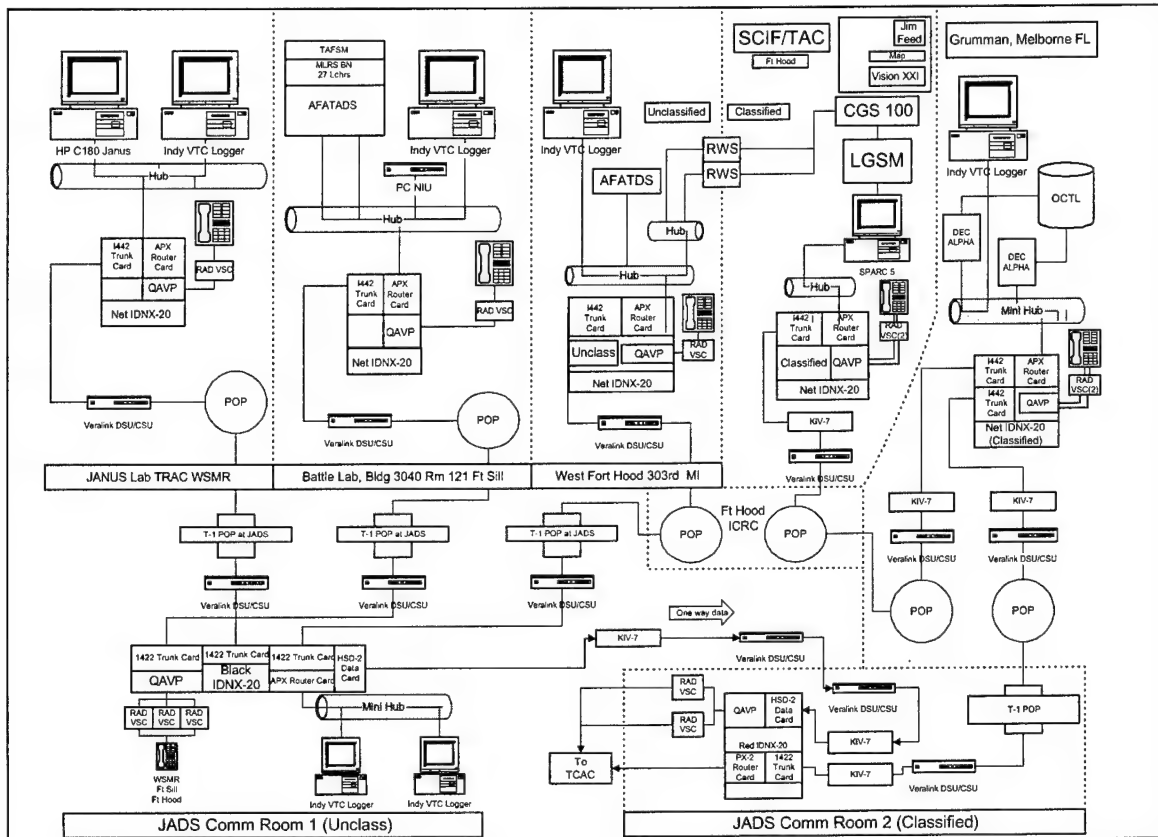 HP C180 Janus
Indy VTC Logger
Hub
I442
Trunk
Card
APX
Router
Card
QAVP
Net IDNX-20
RAD VSC
Veralink DSU/CSU
POP
JANUS Lab TRAC WSMR
TAFSM
MLRS BN
27 Lchrs
AFATADS
Indy VTC Logger
PC NIU
Hub
I442
Trunk
Card
APX
Router
Card
QAVP
Net IDNX-20
RAD VSC
Veralink DSU/CSU
POP
Battle Lab, Bldg 3040 Rm 121 Ft Sill
Indy VTC Logger
Unclassified
AFATDS
Hub
Hub
I442
Trunk
Card
APX
Router
Card
Unclass
QAVP
Net IDNX-20
RAD
VSC
Veralink DSU/CSU
West Fort Hood 303rd MI
SCIF/TAC
Ft Hood
Jim
Feed
Map
Vision XXI
Classified
RWS
RWS
CGS 100
LGSM
SPARC 5
Hub
I442
Trunk
Card
APX
Router
Card
Classified
QAVP
Net IDNX-20
RAD
VSC(2)
KIV-7
Veralink DSU/CSU
Ft Hood
ICRC
POP
POP
Grumman, Melborne FL
Indy VTC Logger
OCTL
DEC
ALPHA
DEC
ALPHA
Mini Hub
I442
Trunk
Card
APX
Router
Card
I442
Trunk
Card
QAVP
Net IDNX-20
(Classified)
RAD
VSC(2)
KIV-7
KIV-7
Veralink DSU/CSU
Veralink DSU/CSU
POP
POP
T-1 POP at JADS
T-1 POP at JADS
T-1 POP at JADS
Veralink DSU/CSU
Veralink DSU/CSU
Veralink DSU/CSU
1422 Trunk Card
1422 Trunk Card
1422 Trunk Card
HSD-2
Data
Card
QAVP
Black
IDNX-20
APX Router Card
RAD
VSC
RAD
VSC
RAD
VSC
WSMR
Ft Sill
Ft Hood
Mini Hub
Indy VTC Logger
Indy VTC Logger
JADS Comm Room 1 (Unclass)
One way data
KIV-7
Veralink DSU/CSU
RAD
VSC
RAD
VSC
QAVP
HSD-2
Data
Card
Red IDNX-20
PX-2
Router
Card
1422
Trunk
Card
To
TCAC
Veralink DSU/CSU
KIV-7
KIV-7
Veralink DSU/CSU
T-1 POP
JADS Comm Room 2 (Classified)